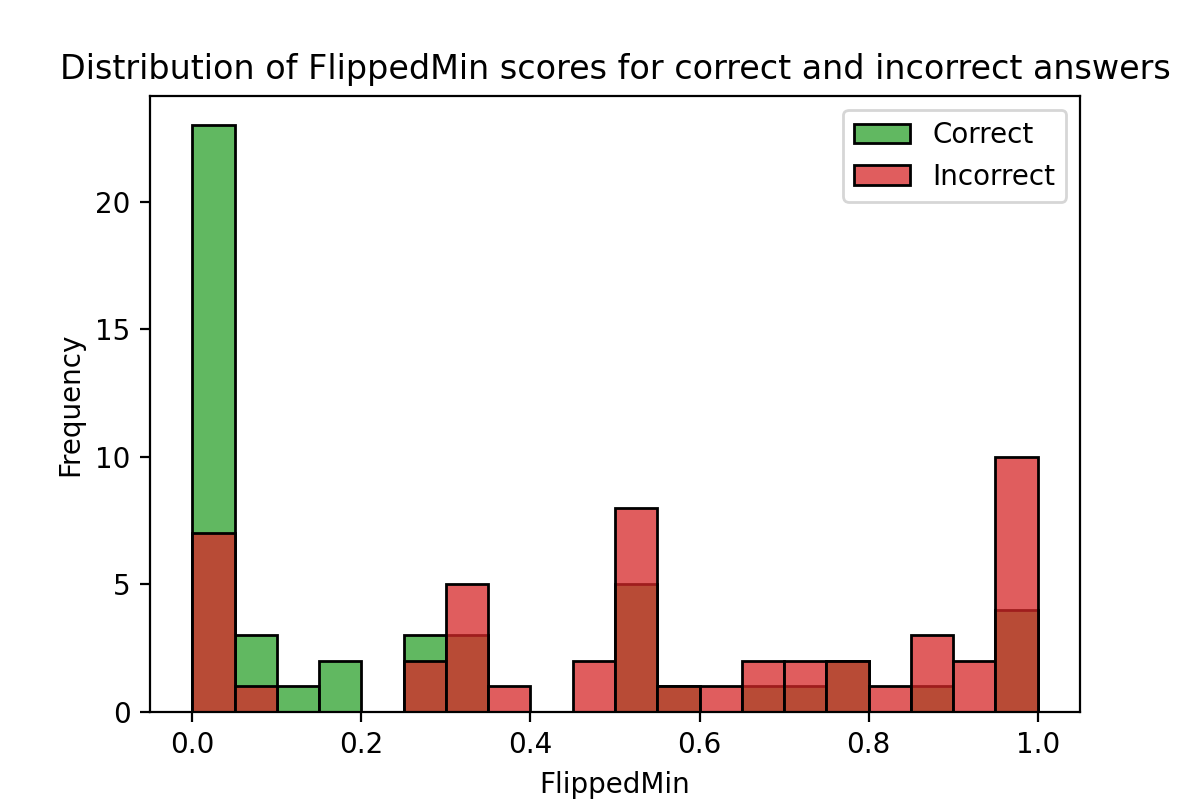 Distribution of FlippedMin scores for correct and incorrect answers
Correct
Incorrect
20
15
10
5
0
Frequency
0.0 0.2 0.4 0.6 0.8 1.0
FlippedMin